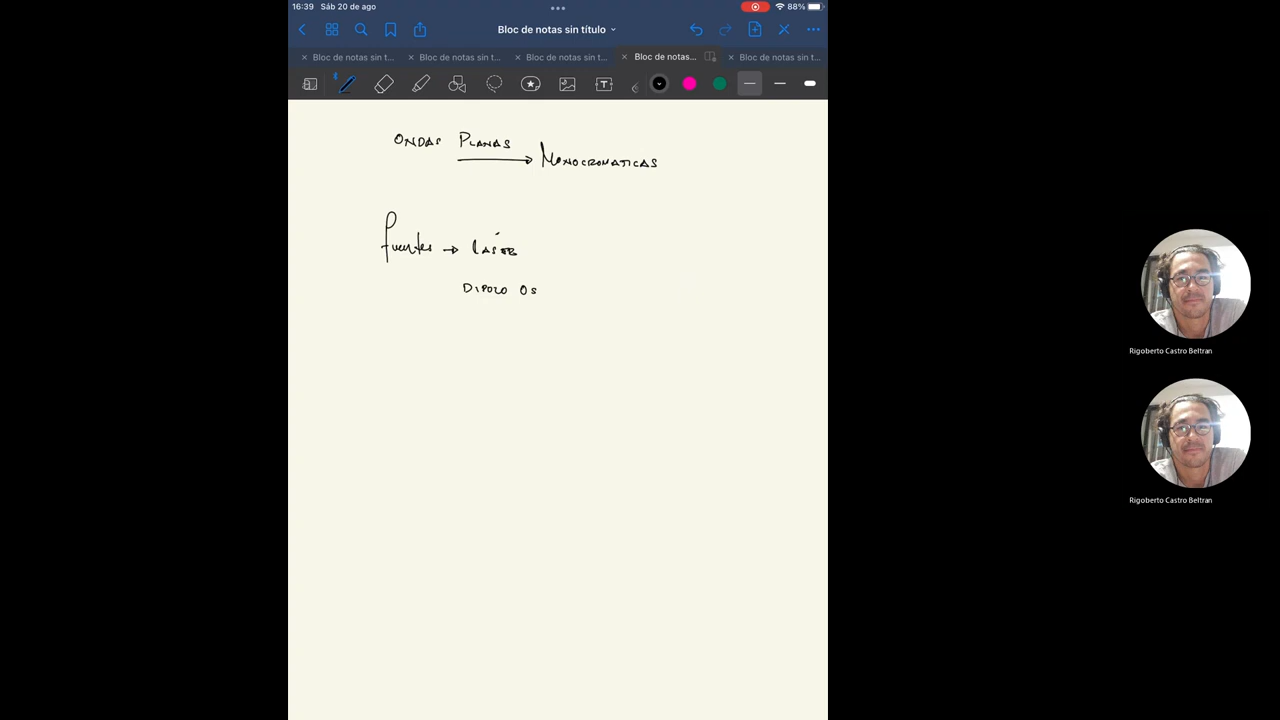 16:39 Sáb 20 de ago
88%
Bloc de notas sin título
Bloc de notas sin t...
Bloc de notas sin t...
Bloc de notas sin t...
Bloc de notas...
Bloc de notas sin t...
ONDAS PLANAS
→ MONOCROMATICAS
fuentes → LÁSER
DIPOLO OS
Rigoberto Castro Beltran
Rigoberto Castro Beltran